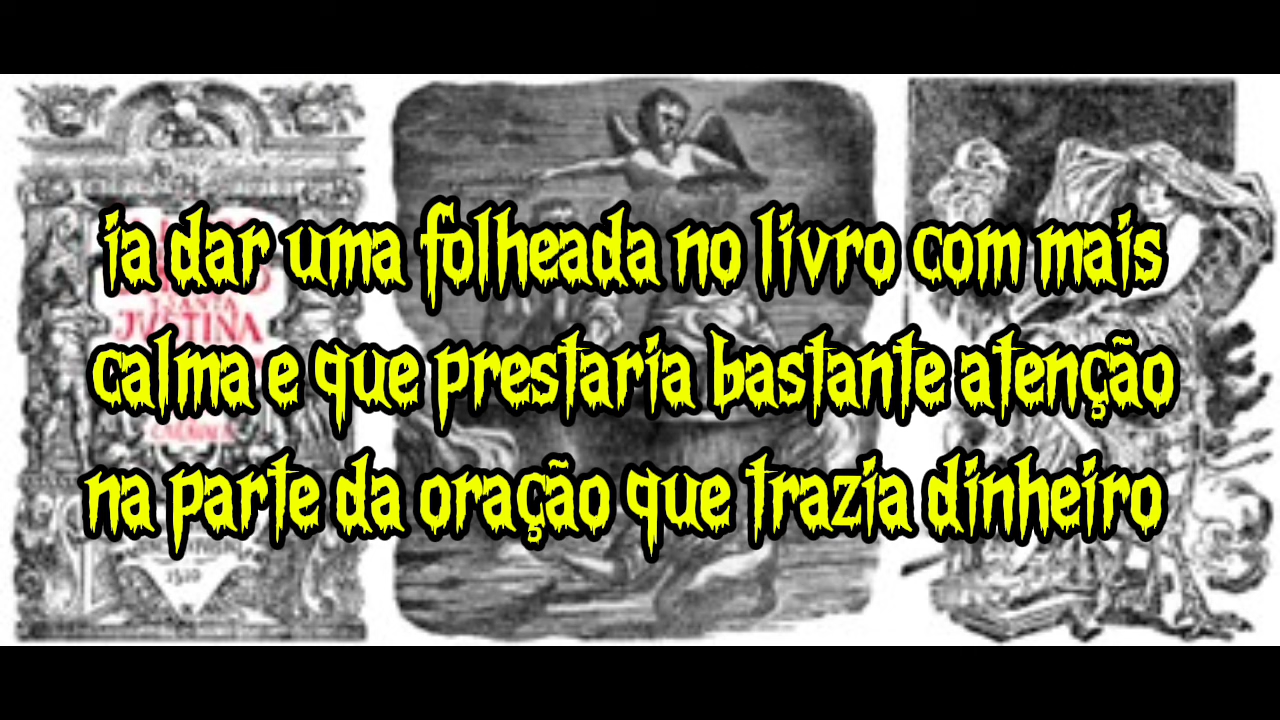 ia dar uma folheada no livro com mais
calma e que prestaria bastante atenção
na parte da oração que trazia dinheiro
JVSTINA